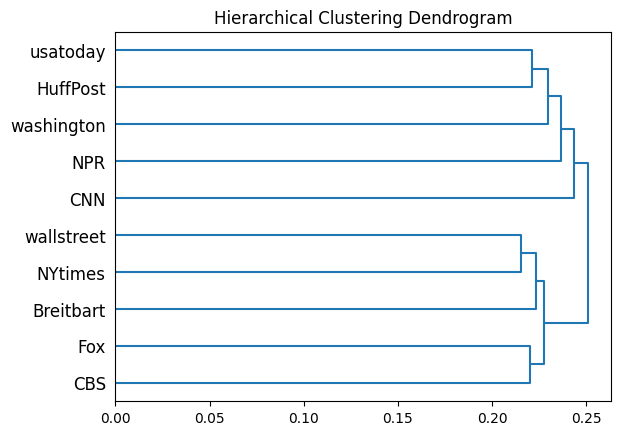 Hierarchical Clustering Dendrogram
usatoday
HuffPost
washington
NPR
CNN
wallstreet
NYtimes
Breitbart
Fox
CBS
0.00 0.05 0.10 0.15 0.20 0.25